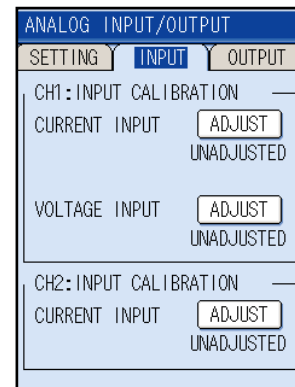 ANALOG INPUT/OUTPUT
SETTING INPUT OUTPUT
CH1:INPUT CALIBRATION
CURRENT INPUT ADJUST
UNADJUSTED
VOLTAGE INPUT ADJUST
UNADJUSTED
CH2:INPUT CALIBRATION
CURRENT INPUT ADJUST
UNADJUSTED